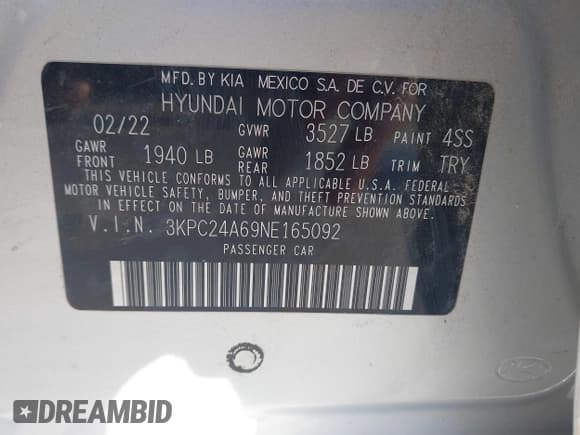 MFD. BY KIA MEXICO S.A. DE C.V. FOR
HYUNDAI MOTOR COMPANY
02/22 GVWR 3527 LB PAINT 4SS
GAWR FRONT 1940 LB GAWR REAR 1852 LB TRIM TRY
THIS VEHICLE CONFORMS TO ALL APPLICABLE U.S.A. FEDERAL
MOTOR VEHICLE SAFETY, BUMPER, AND THEFT PREVENTION STANDARDS
IN EFFECT ON THE DATE OF MANUFACTURE SHOWN ABOVE.
V.I.N. 3KPC24A69NE165092
PASSENGER CAR
DREAMBID